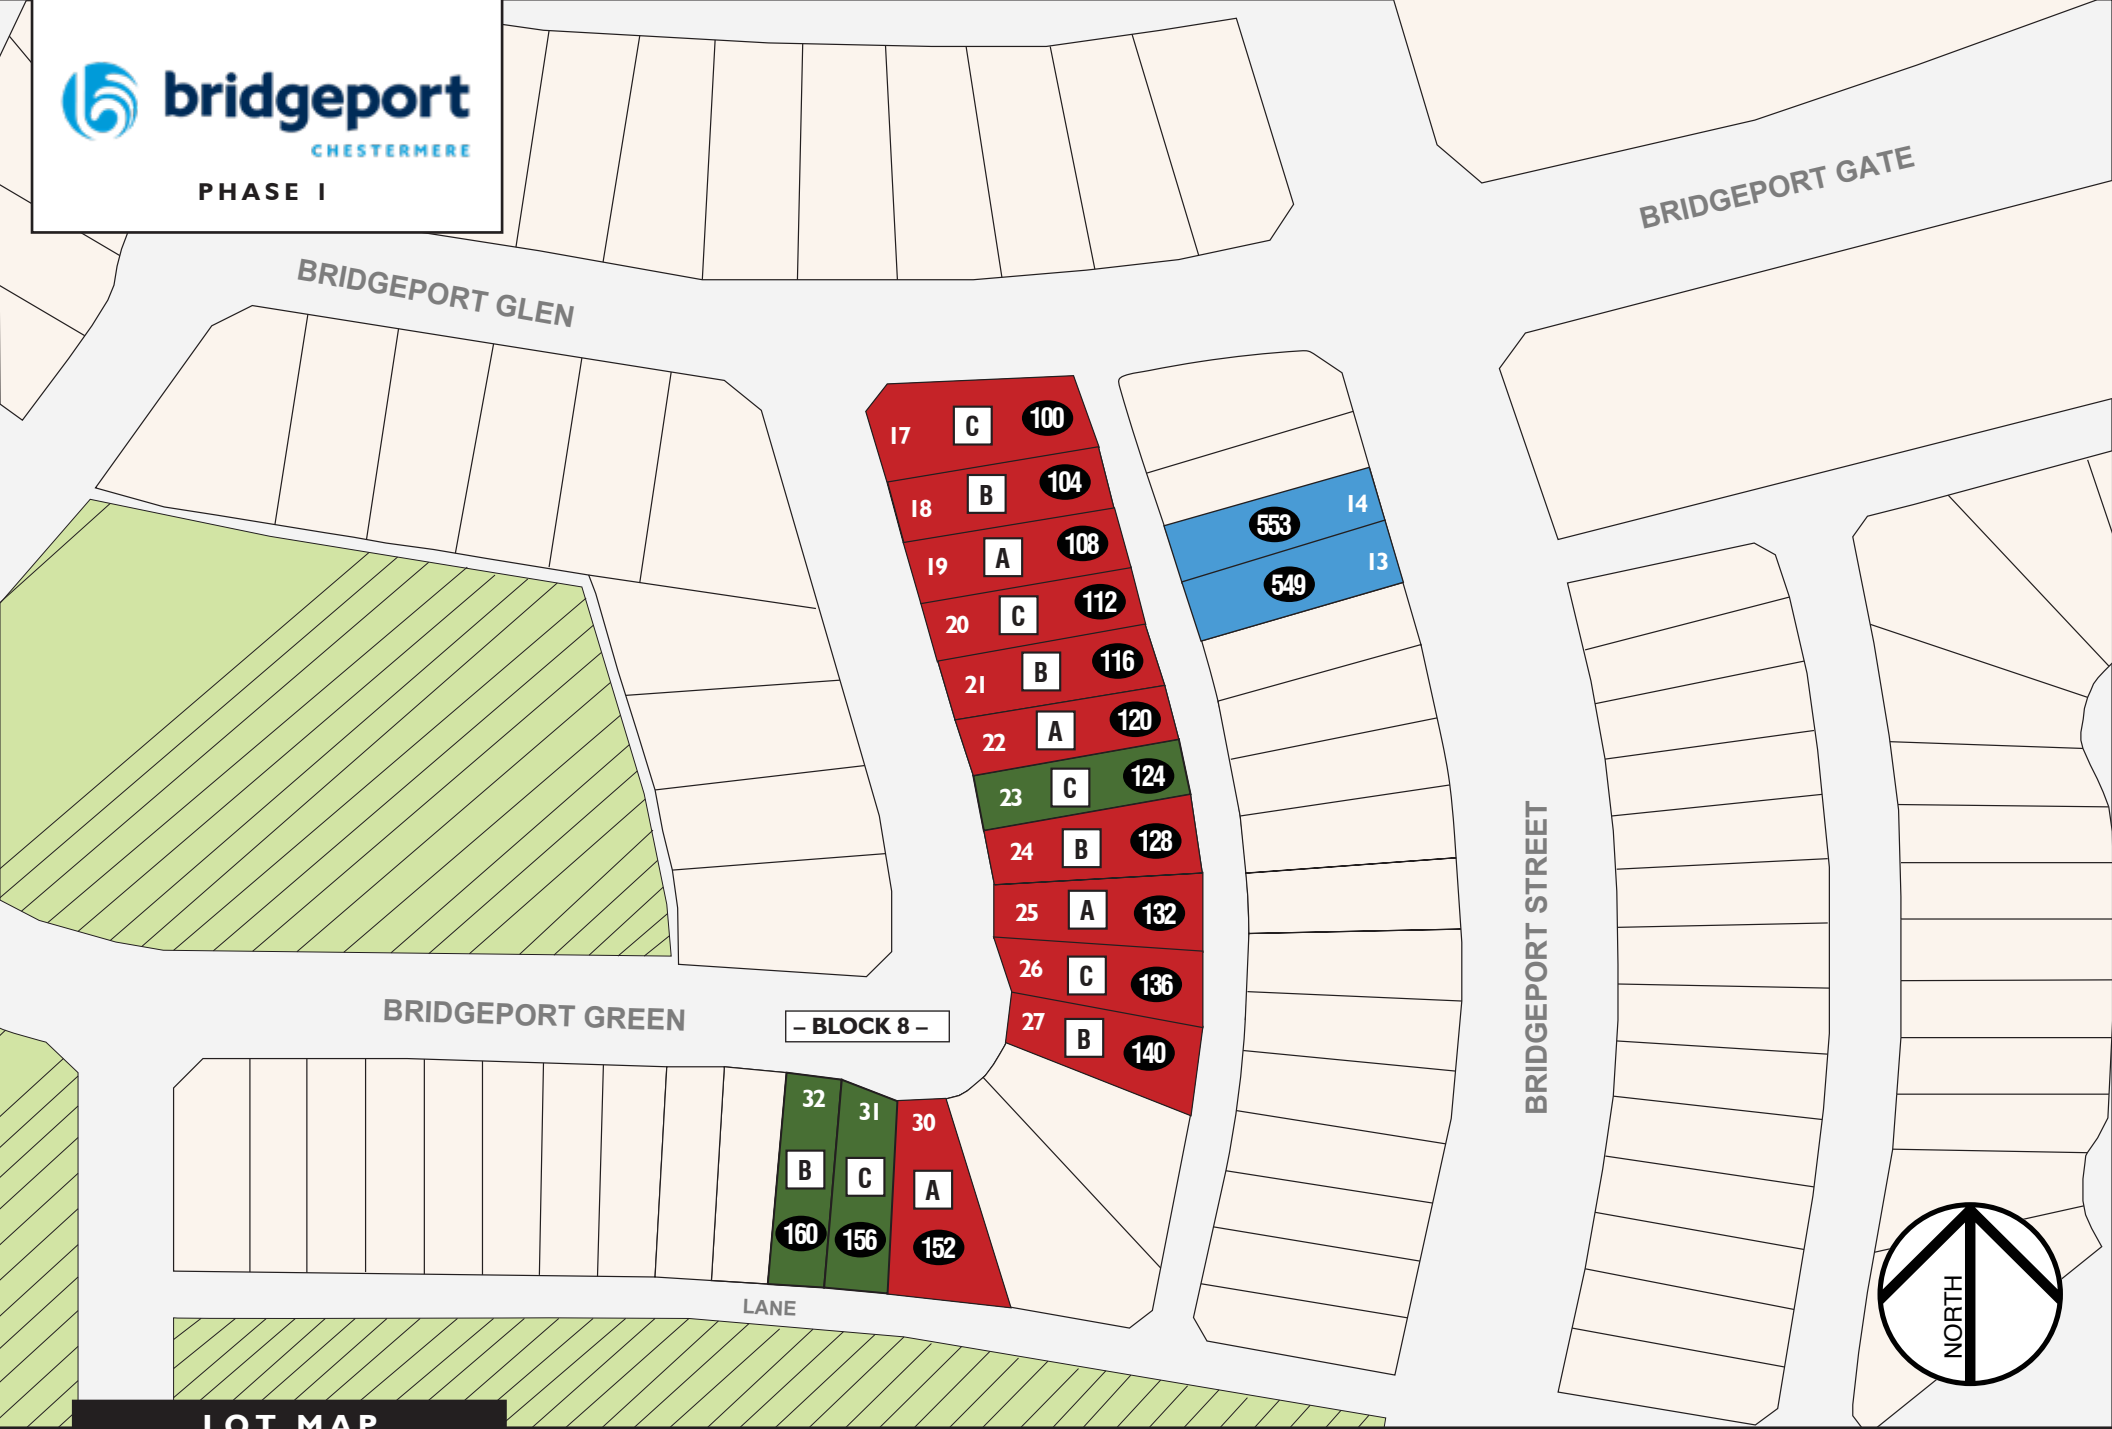 bridgeport
CHESTERMERE
PHASE I
BRIDGEPORT GATE
BRIDGEPORT GLEN
17 C 100
18 B 104
19 A 108
20 C 112
21 B 116
22 A 120
23 C 124
24 B 128
25 A 132
26 C 136
27 B 140
553 14
549 13
BRIDGEPORT STREET
BRIDGEPORT GREEN
– BLOCK 8 –
32 31 30
B C A
160 156 152
LANE
NORTH
LOT MAP